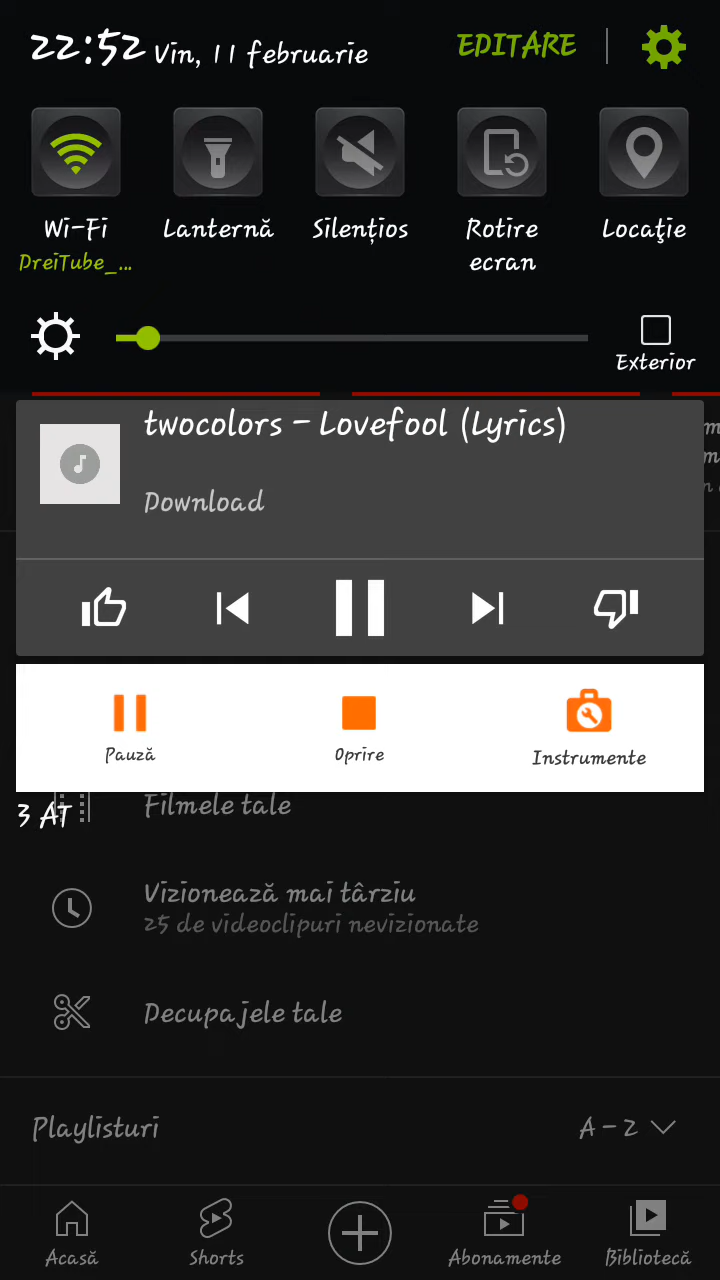 22:52 Vin, 11 februarie EDITARE
Wi-Fi Lanternă Silențios Rotire ecran Locaţie
DreiTube_...
Exterior
twocolors - Lovefool (Lyrics)
Download
Pauză Oprire Instrumente
3 AT
Filmele tale
Vizionează mai târziu
25 de videoclipuri nevizionate
Decupajele tale
Playlisturi A - Z
Acasă Shorts Abonamente Bibliotecă